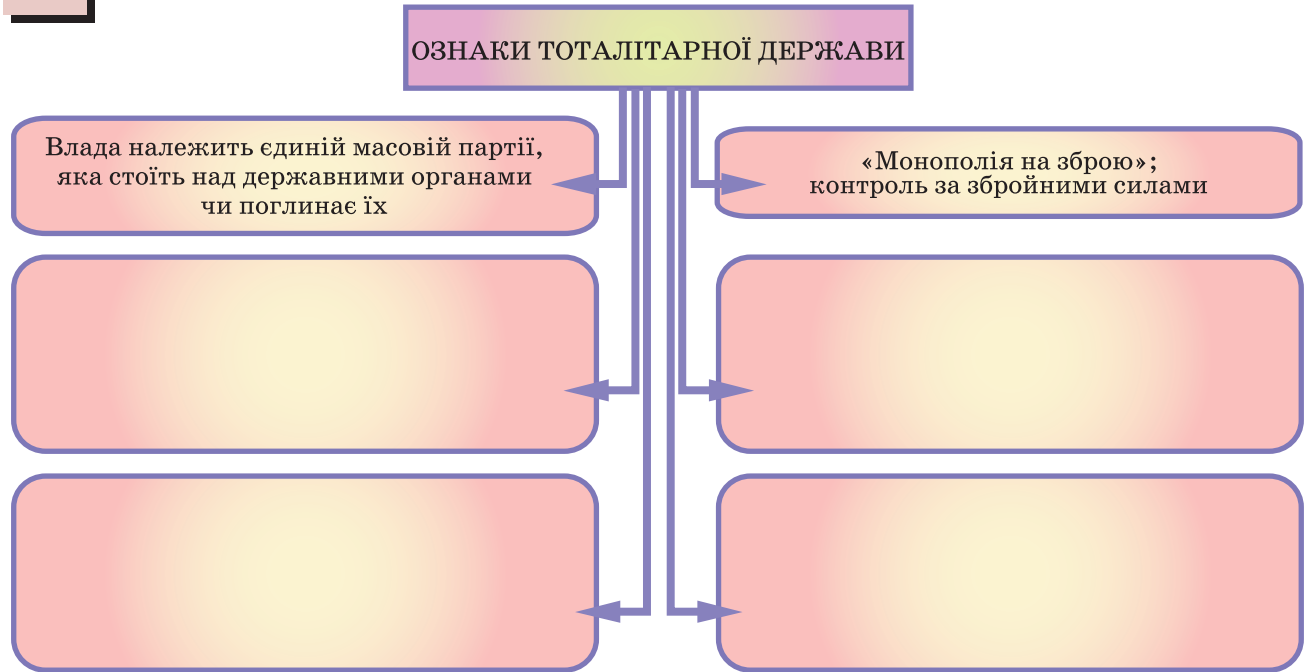 ОЗНАКИ ТОТАЛІТАРНОЇ ДЕРЖАВИ
Влада належить єдиній масовій партії,
яка стоїть над державними органами
чи поглинає їх
«Монополія на зброю»;
контроль за збройними силами